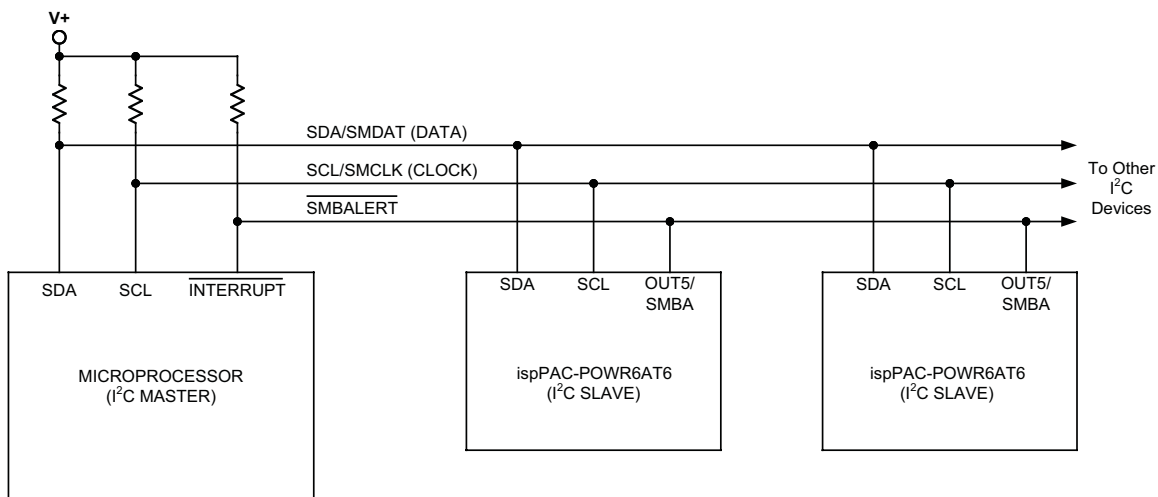 V+
SDA/SMDAT (DATA)
SCL/SMCLK (CLOCK)
SMBALERT
To Other
I²C
Devices
SDA SCL INTERRUPT
MICROPROCESSOR
(I²C MASTER)
SDA SCL OUT5/
SMBA
ispPAC-POWR6AT6
(I²C SLAVE)
SDA SCL OUT5/
SMBA
ispPAC-POWR6AT6
(I²C SLAVE)